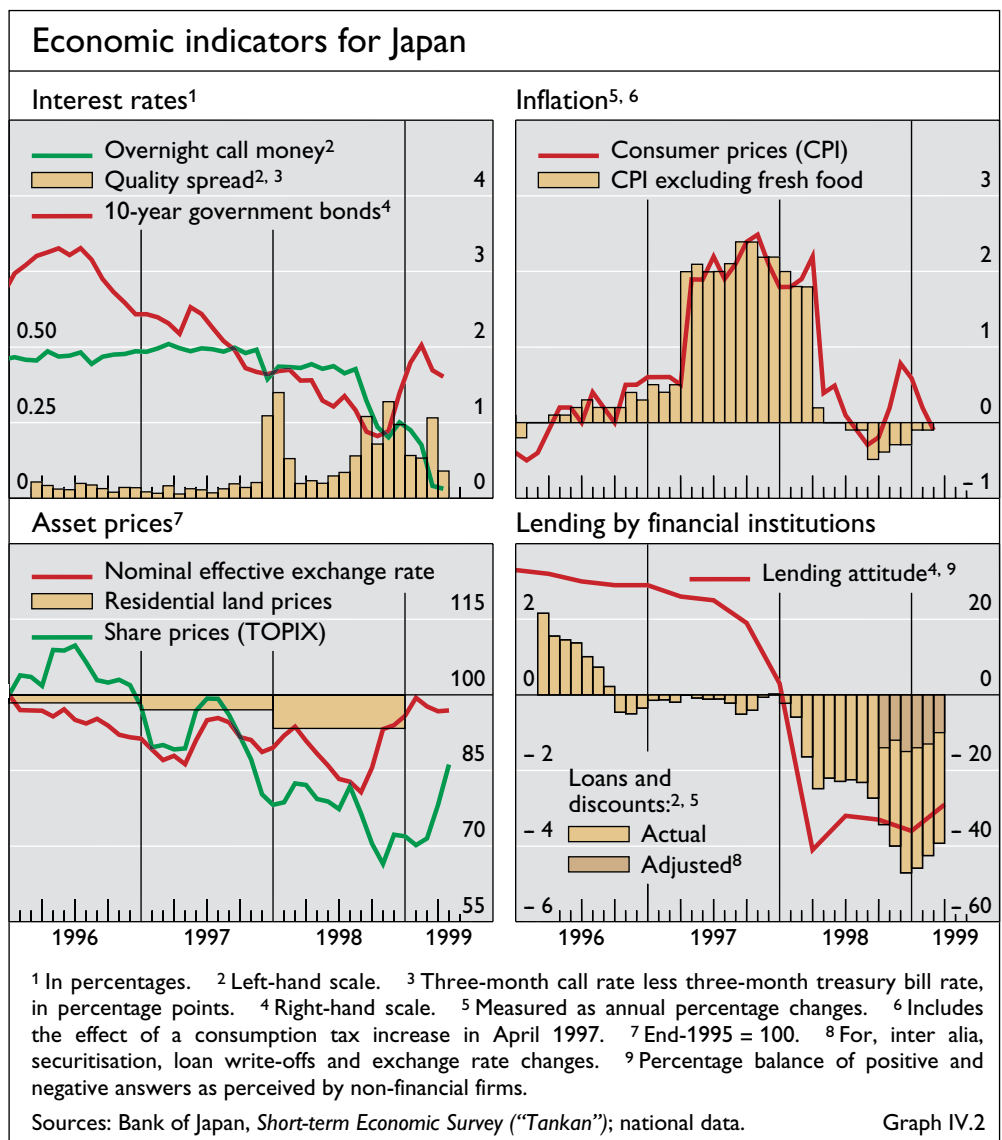 Economic indicators for Japan
Interest rates1
Overnight call money2
Quality spread2, 3
10-year government bonds4
4
3
2
1
0
0.50
0.25
0
Inflation5, 6
Consumer prices (CPI)
CPI excluding fresh food
3
2
1
0
– 1
Asset prices7
Nominal effective exchange rate
Residential land prices
Share prices (TOPIX)
115
100
85
70
55
1996 1997 1998 1999
Lending by financial institutions
Lending attitude4, 9
2
0
– 2
– 4
– 6
Loans and
discounts:2, 5
Actual
Adjusted8
20
0
– 20
– 40
– 60
1996 1997 1998 1999
1 In percentages. 2 Left-hand scale. 3 Three-month call rate less three-month treasury bill rate,
in percentage points. 4 Right-hand scale. 5 Measured as annual percentage changes. 6 Includes
the effect of a consumption tax increase in April 1997. 7 End-1995 = 100. 8 For, inter alia,
securitisation, loan write-offs and exchange rate changes. 9 Percentage balance of positive and
negative answers as perceived by non-financial firms.
Sources: Bank of Japan, Short-term Economic Survey (“Tankan”); national data. Graph IV.2